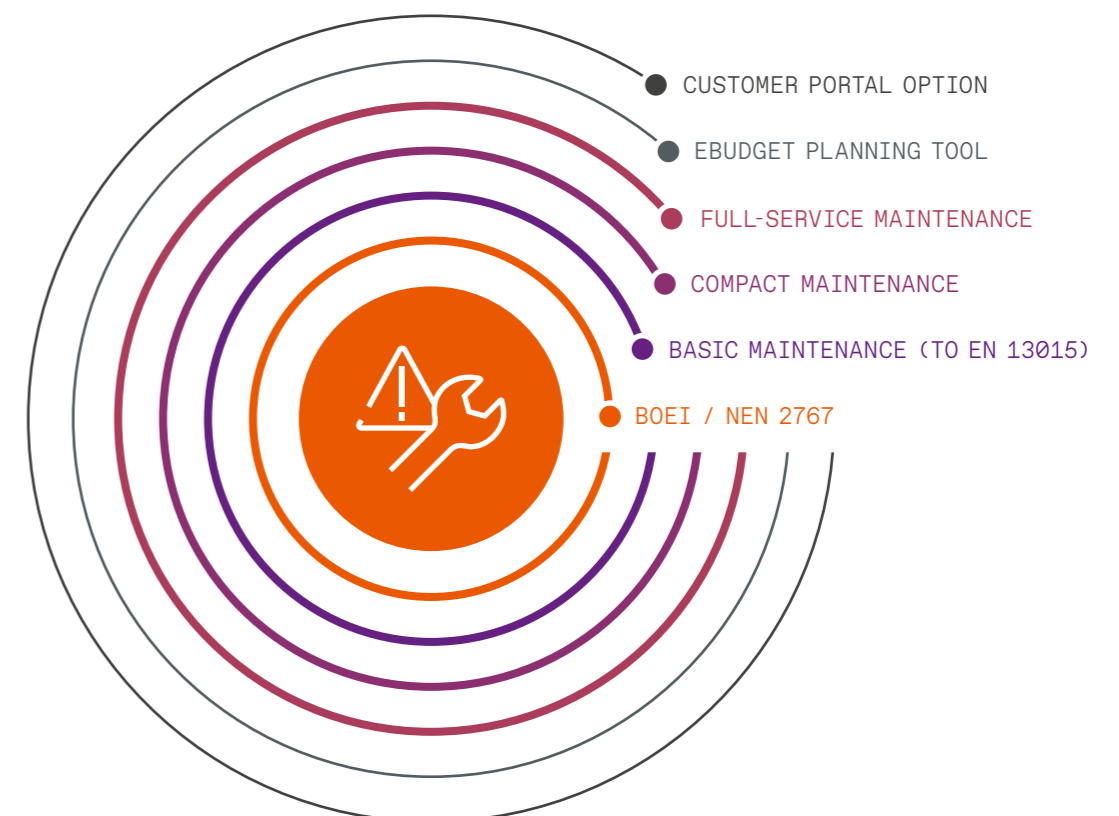 CUSTOMER PORTAL OPTION
EBUDGET PLANNING TOOL
FULL-SERVICE MAINTENANCE
COMPACT MAINTENANCE
BASIC MAINTENANCE (TO EN 13015)
BOEI / NEN 2767